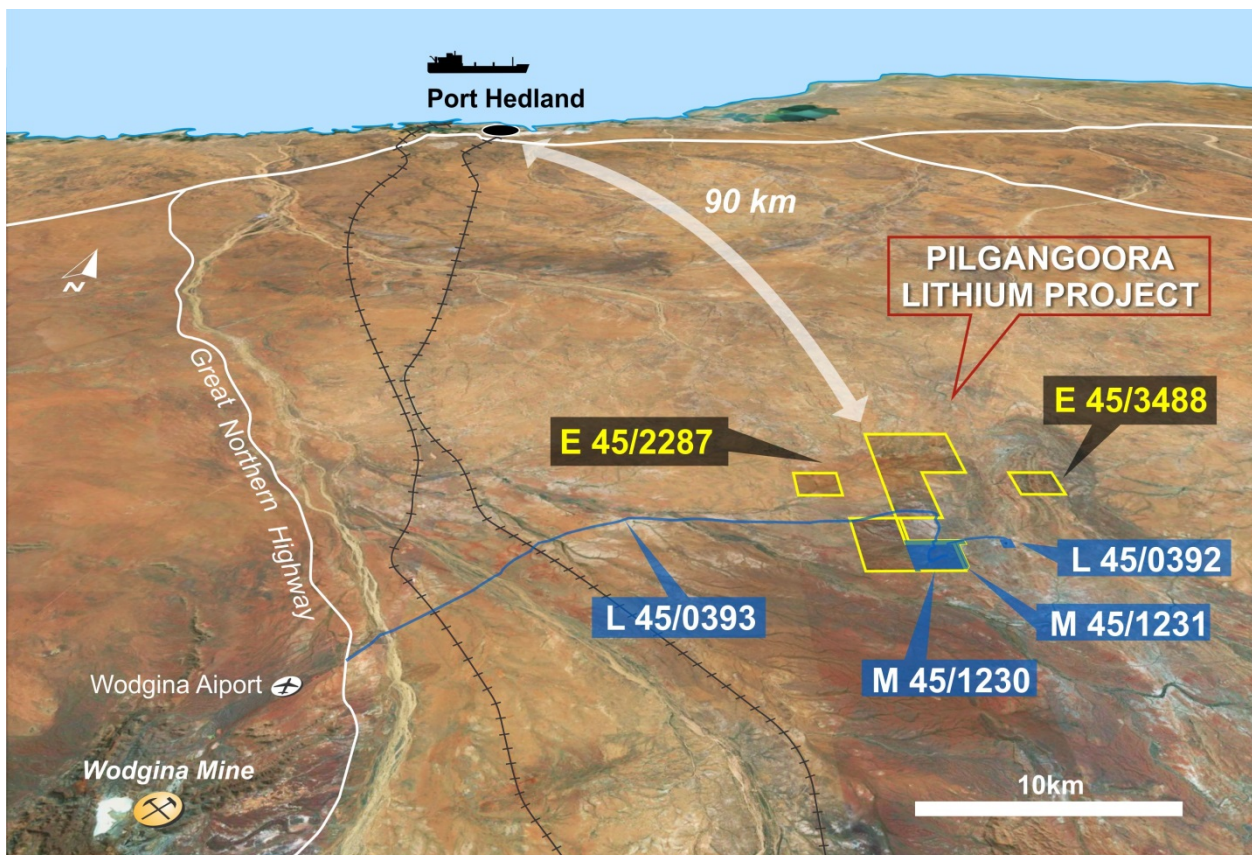 Port Hedland
90 km
PILGANGOORA
LITHIUM PROJECT
N
E 45/3488
E 45/2287
Great Northern Highway
L 45/0392
L 45/0393
M 45/1231
M 45/1230
Wodgina Aiport
Wodgina Mine
10km